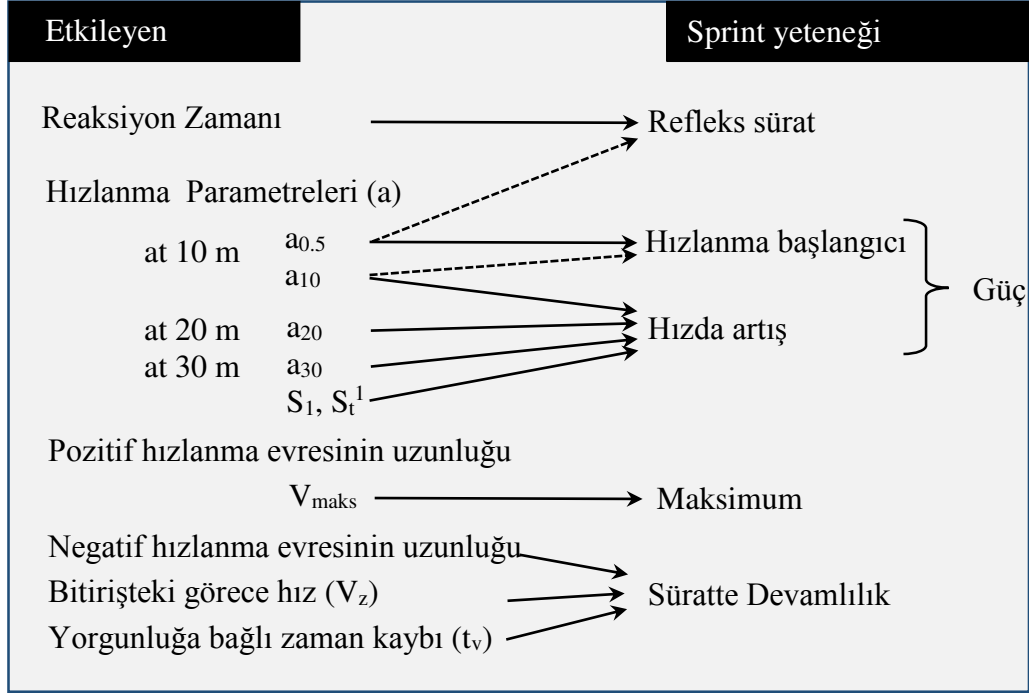 Etkileyen
Sprint yeteneği
Reaksiyon Zamanı
Refleks sürat
Hızlanma Parametreleri (a)
at 10 m
a0.5
a10
Hızlanma başlangıcı
Güç
at 20 m a20
Hızda artış
at 30 m a30
S1, St1
Pozitif hızlanma evresinin uzunluğu
Vmaks
Maksimum
Negatif hızlanma evresinin uzunluğu
Bitirişteki görece hız (Vz)
Süratte Devamlılık
Yorgunluğa bağlı zaman kaybı (tv)